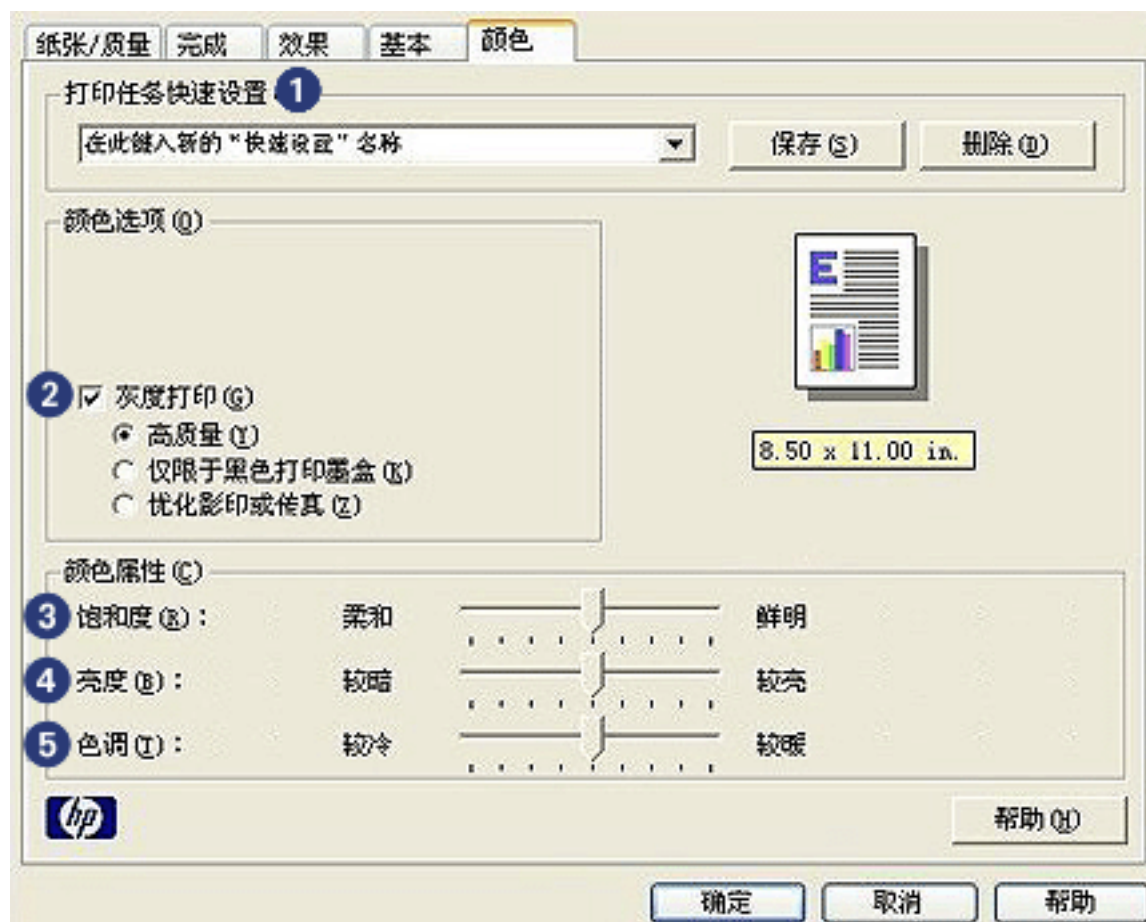 纸张/质量 完成 效果 基本 颜色
打印任务快速设置 1
在此键入新的“快速设置”名称 保存(S) 删除(D)
颜色选项(O)
E
2 灰度打印(G)
高质量(Y)
8.50 x 11.00 in.
仅限于黑色打印墨盒(K)
优化影印或传真(Z)
颜色属性(C)
3 饱和度(R)： 柔和 鲜明
4 亮度(B)： 较暗 较亮
5 色调(T)： 较冷 较暖
hp 帮助(H)
确定 取消 帮助